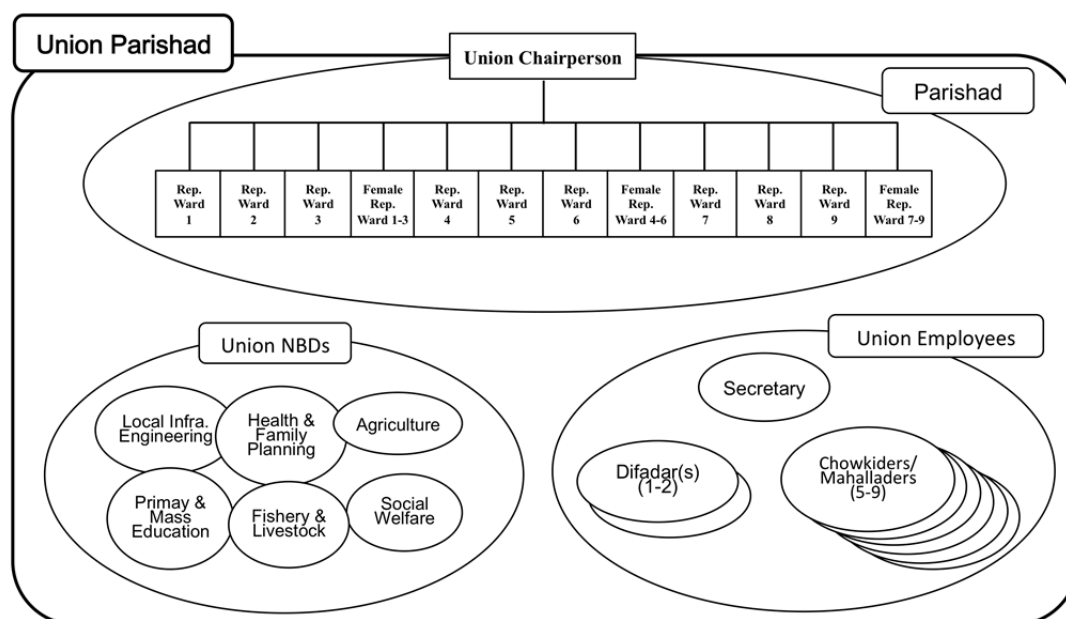 Union Parishad
Union Chairperson
Parishad
Rep.
Ward
1
Rep.
Ward
2
Rep.
Ward
3
Female
Rep.
Ward 1-3
Rep.
Ward
4
Rep.
Ward
5
Rep.
Ward
6
Female
Rep.
Ward 4-6
Rep.
Ward
7
Rep.
Ward
8
Rep.
Ward
9
Female
Rep.
Ward 7-9
Union NBDs
Local Infra.
Engineering
Health &
Family
Planning
Agriculture
Primay &
Mass
Education
Fishery &
Livestock
Social
Welfare
Union Employees
Secretary
Difadar(s)
(1-2)
Chowkiders/
Mahalladers
(5-9)